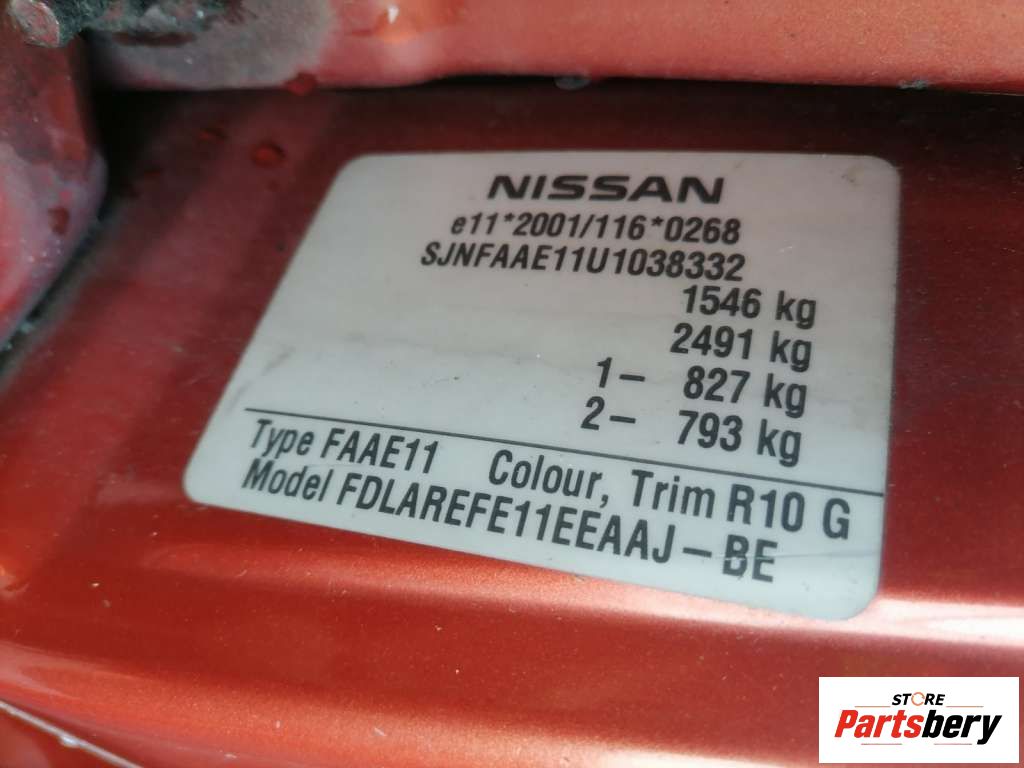 NISSAN
e11*2001/116*0268
SJNFAAE11U1038332
1546 kg
2491 kg
1– 827 kg
2– 793 kg
Type FAAE11 Colour, Trim R10 G
Model FDLAREFE11EEAAJ – BE
STORE
Partsbery